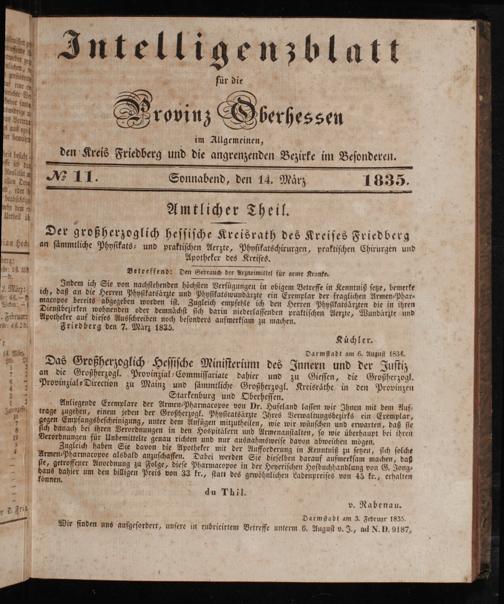 Intelligenzblatt
für die
Provinz Oberhessen
im Allgemeinen,
den Kreis Friedberg und die angrenzenden Bezirke im Besonderen.
№ 11. Sonnabend, den 14. März 1835.
Amtlicher Theil.
Der großherzoglich hessische Kreisrath des Kreises Friedberg
an sämmtliche Physikats- und praktischen Aerzte, Physikatschirurgen, praktischen Chirurgen und
Apotheker des Kreises.
Betreffend: Den Gebrauch der Arzneimittel für arme Kranke.
Indem ich Sie von nachstehenden höchsten Verfügungen in obigem Betreffe in Kenntniß setze, bemerke
ich, daß an die Herren Physikatsärzte und Physikatswundärzte ein Exemplar der fraglichen Armen-Phar-
macopoe bereits abgegeben worden ist. Zugleich empfehle ich den Herren Physikatsärzten die in ihren
Dienstbezirken wohnenden oder demnächst sich darin niederlassenden praktischen Aerzte, Wundärzte und
Apotheker auf dieses Ausschreiben noch besonders aufmerksam zu machen.
Friedberg den 7. März 1835.
Küchler.
Darmstadt am 6. August 1834.
Das Großherzoglich Hessische Ministerium des Innern und der Justiz
an die Großherzogl. Provinzial-Commissariate dahier und zu Giessen, die Großherzogl.
Provinzial-Direction zu Mainz und sämmtliche Großherzogl. Kreisräthe in den Provinzen
Starkenburg und Oberhessen.
Anliegende Exemplare der Armen-Pharmacopoe von Dr. Hufeland lassen wir Ihnen mit dem Auf-
trage zugehen, einem jeden der Großherzogl. Physicatsärzte Ihres Verwaltungsbezirks ein Exemplar,
gegen Empfangsbescheinigung, unter dem Anfügen mitzutheilen, wie wir wünschen und erwarten, daß sie
sich danach bei ihren Verordnungen in den Hospitälern und Armenanstalten, so wie überhaupt bei ihren
Verordnungen für Unbemittelte genau richten und nur ausnahmsweise davon abweichen mögen.
Zugleich haben Sie davon die Apotheker mit der Aufforderung in Kenntniß zu setzen, sich solche
Armen-Pharmacopoe alsbald anzuschaffen. Dabei werden Sie dieselben darauf aufmerksam machen, daß
sie, getroffener Anordnung zu Folge, diese Pharmacopoe in der Heyerischen Hofbuchhandlung von G. Jong-
haus dahier um den billigen Preis von 33 kr., statt des gewöhnlichen Ladenpreises von 45 kr., erhalten
können.
du Thil.
v. Rabenau.
Darmstadt am 3. Februar 1835.
Wir finden uns aufgefordert, unsere in rubricirtem Betreffe unterm 6. August v. J., ad N. D. 9187,